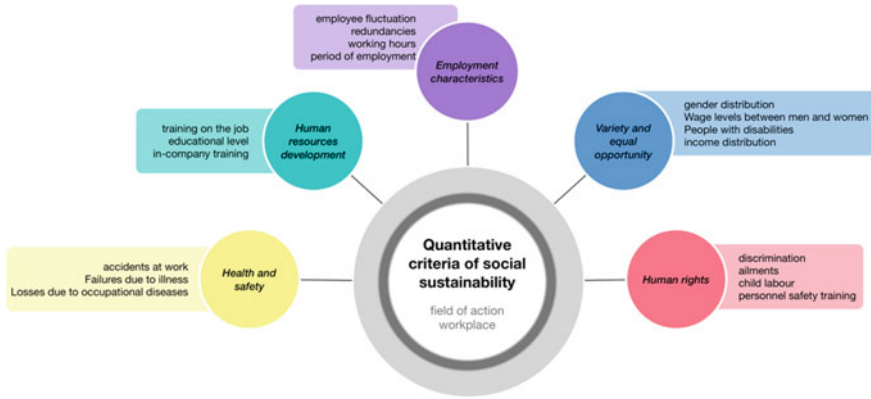 employee fluctuation
redundancies
working hours
period of employment
Employment
characteristics
training on the job
educational level
in-company training
Human
resources
development
gender distribution
Wage levels between men and women
People with disabilities
income distribution
Variety and
equal
opportunity
accidents at work
Failures due to illness
Losses due to occupational diseases
Health and
safety
Quantitative
criteria of social
sustainability
field of action
workplace
Human rights
discrimination
ailments
child labour
personnel safety training